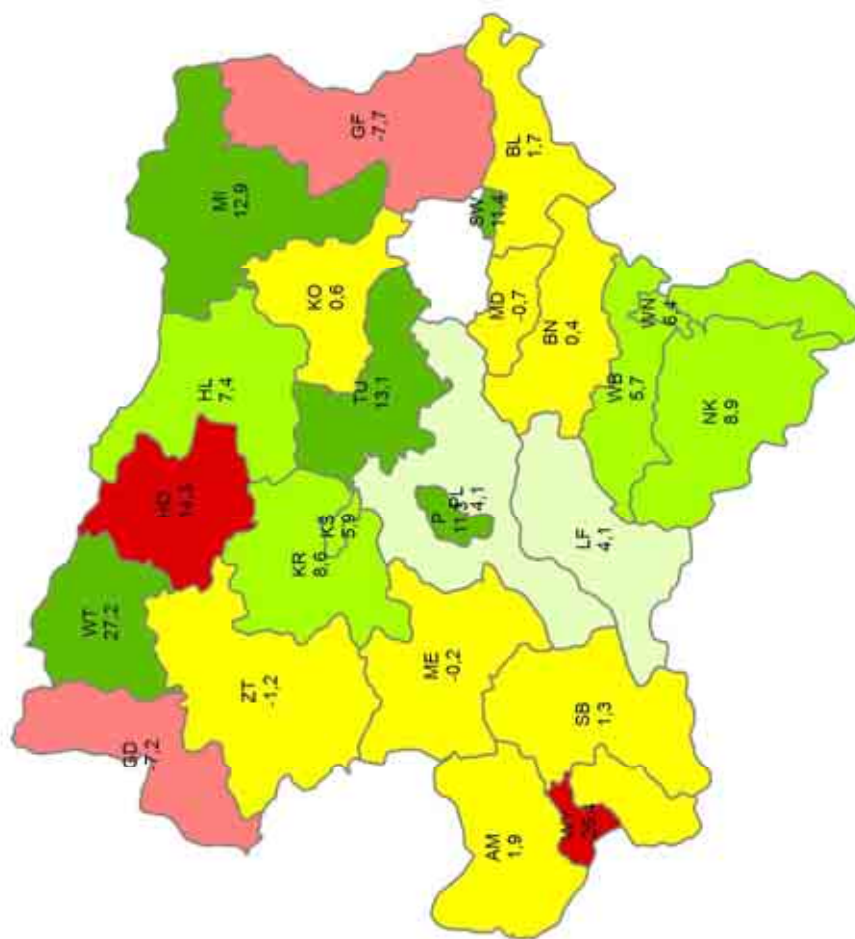 WT
27,2
GD
-7,2
14,3
HL
7,4
MI
12,9
ZT
-1,2
KR
8,6
KO
0,6
KS
5,9
GF
-7,7
TU
13,1
ME
-0,2
P
PL
4,1
SW
11,4
AM
1,9
MD
-0,7
BL
1,7
BN
0,4
SB
1,3
LF
4,1
WB
5,7
WN
6,4
NK
8,9